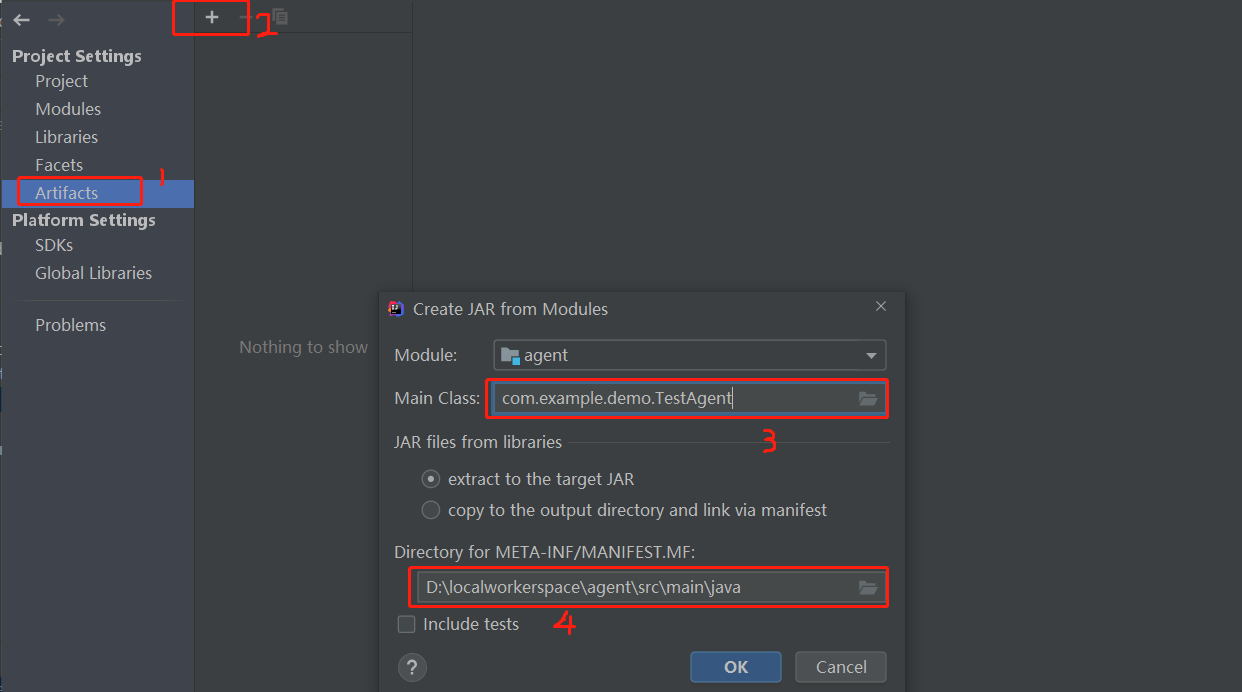 2
Project Settings
Project
Modules
Libraries
Facets
Artifacts
1
Platform Settings
SDKs
Global Libraries
Problems
Nothing to show
Create JAR from Modules
Module: agent
Main Class: com.example.demo.TestAgent
3
JAR files from libraries
extract to the target JAR
copy to the output directory and link via manifest
Directory for META-INF/MANIFEST.MF:
D:\localworkerspace\agent\src\main\java
Include tests
4
?
OK Cancel